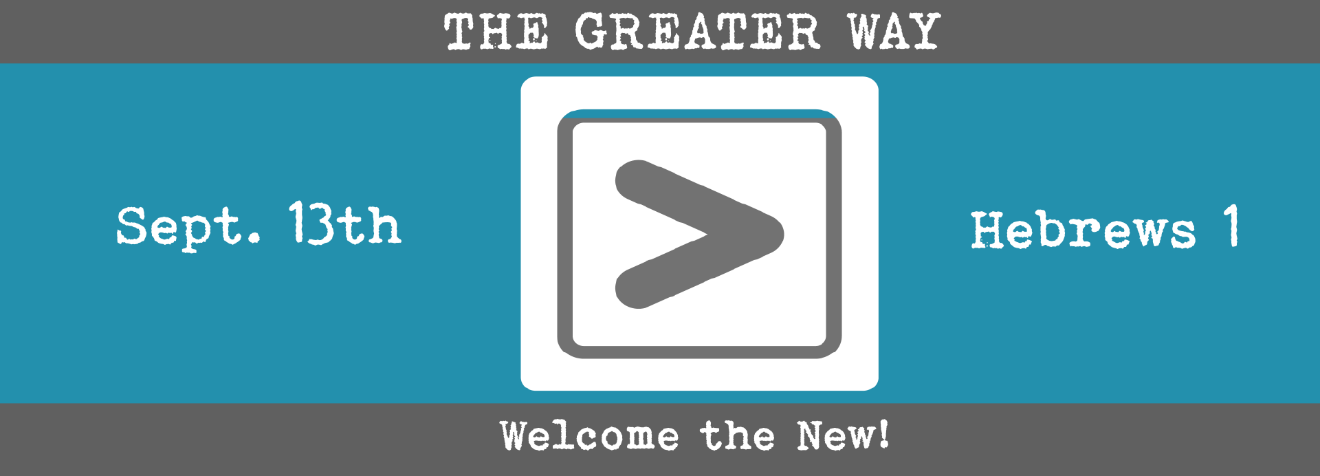 THE GREATER WAY
Sept. 13th
>
Hebrews 1
Welcome the New!